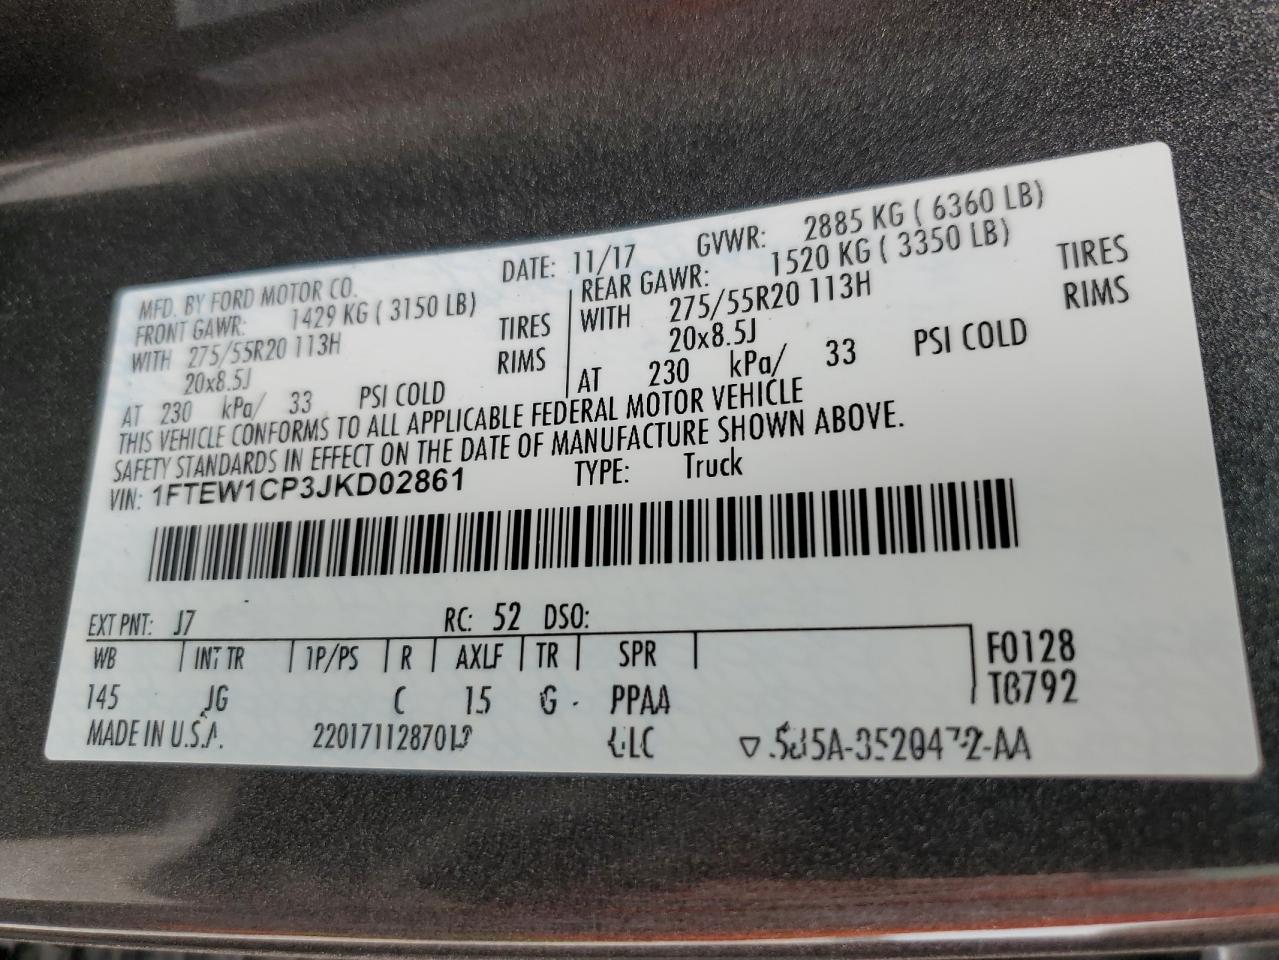 MFD. BY FORD MOTOR CO.
DATE: 11/17
GVWR: 2885 KG ( 6360 LB)
FRONT GAWR: 1429 KG ( 3150 LB)
REAR GAWR: 1520 KG ( 3350 LB)
WITH 275/55R20 113H TIRES
WITH 275/55R20 113H TIRES
20x8.5J RIMS
20x8.5J RIMS
AT 230 kPa/ 33 PSI COLD
AT 230 kPa/ 33 PSI COLD
THIS VEHICLE CONFORMS TO ALL APPLICABLE FEDERAL MOTOR VEHICLE
SAFETY STANDARDS IN EFFECT ON THE DATE OF MANUFACTURE SHOWN ABOVE.
VIN: 1FTEW1CP3JKD02861 TYPE: Truck
EXT PNT: J7 RC: 52 DSO:
WB INT TR TP/PS R AXLE TR SPR F0128
145 JG C 15 G PPAA
MADE IN U.S.A.